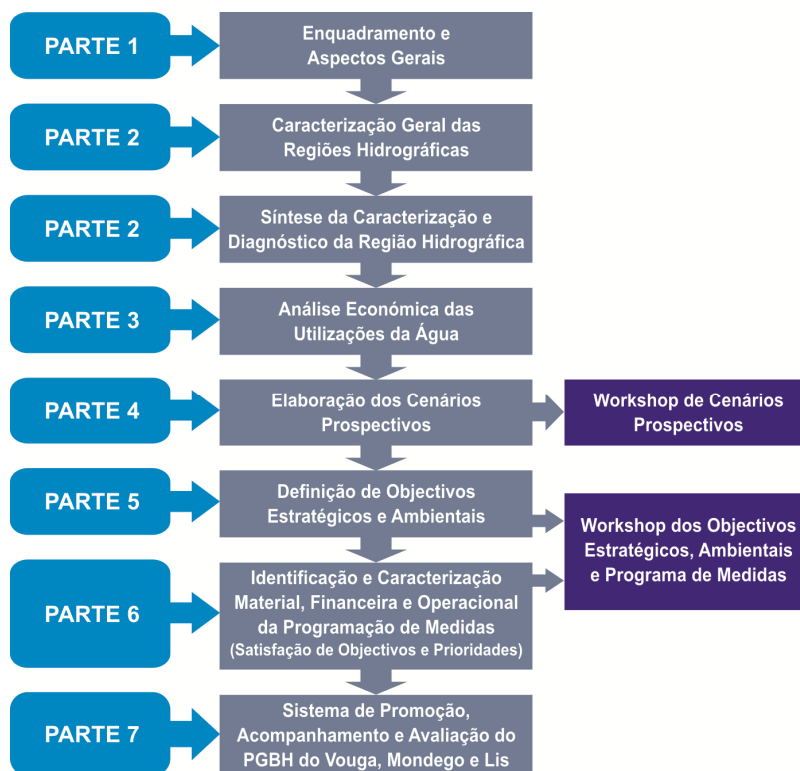 PARTE 1
Enquadramento e
Aspectos Gerais
PARTE 2
Caracterização Geral das
Regiões Hidrográficas
PARTE 2
Síntese da Caracterização e
Diagnóstico da Região Hidrográfica
PARTE 3
Análise Económica das
Utilizações da Água
PARTE 4
Elaboração dos Cenários
Prospectivos
Workshop de Cenários
Prospectivos
PARTE 5
Definição de Objectivos
Estratégicos e Ambientais
Workshop dos Objectivos
Estratégicos, Ambientais
e Programa de Medidas
PARTE 6
Identificação e Caracterização
Material, Financeira e Operacional
da Programação de Medidas
(Satisfação de Objectivos e Prioridades)
PARTE 7
Sistema de Promoção,
Acompanhamento e Avaliação do
PGBH do Vouga, Mondego e Lis